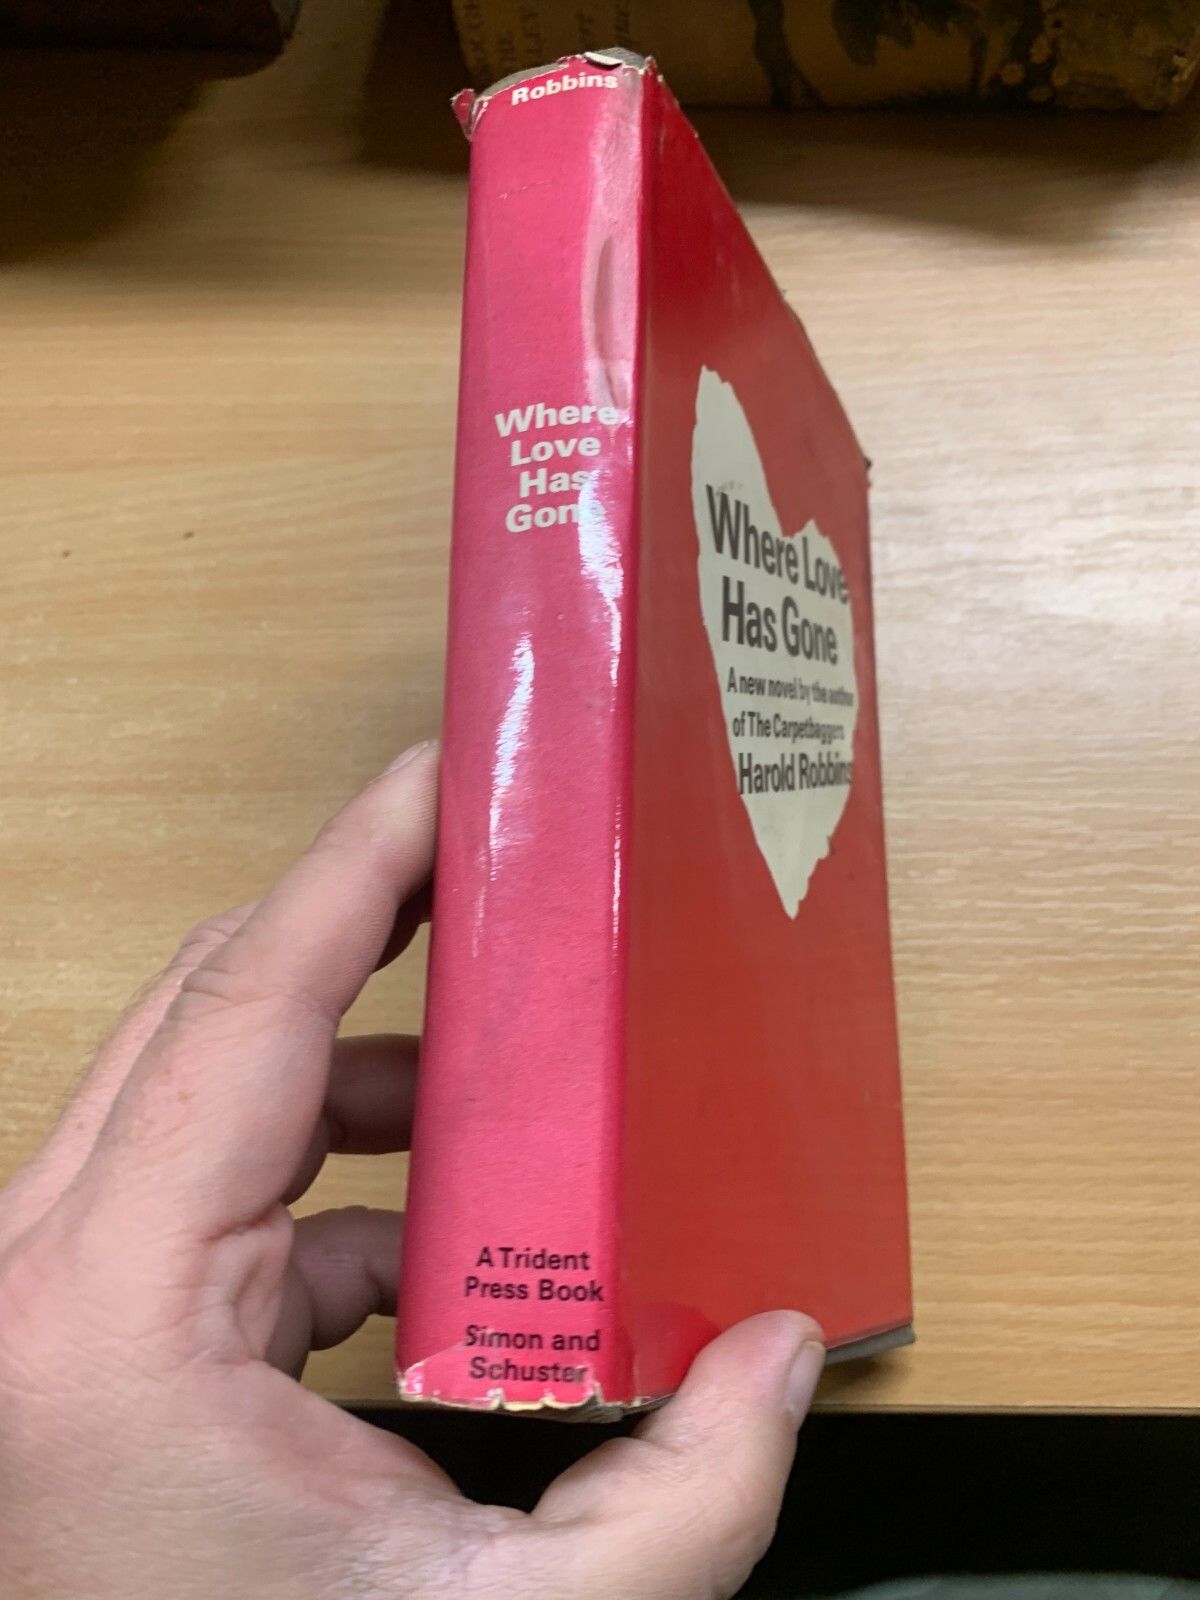 Robbins
Where
Love
Has
Gone
A Trident
Press Book
Simon and
Schuster
Where Love
Has Gone
A new novel by the author
of The Carpetbaggers
Harold Robbins